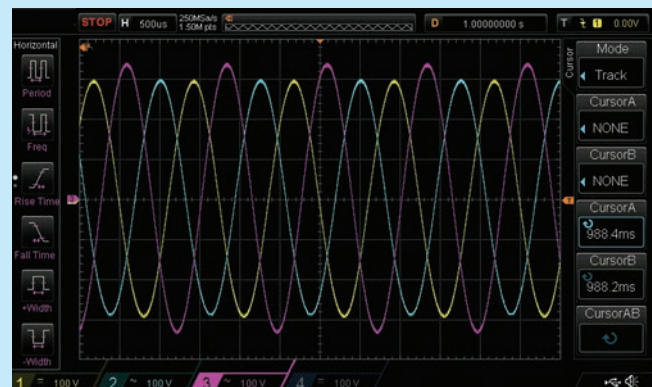 STOP H 500us 250MSa/s 1.50M pts D 1.00000000 s T 1 0.00V
Horizontal
Period
Freq
Rise Time
Fall Time
+Width
-Width
Cursor
Mode
Track
CursorA
NONE
CursorB
NONE
CursorA
988.4ms
CursorB
988.2ms
CursorAB
1 = 100 V 2 ~ 100 V 3 ~ 100 V 4 = 100 V